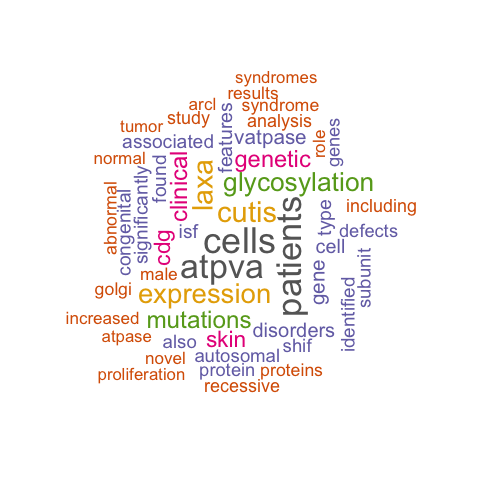 syndromes
results
arcl
syndrome
study
analysis
tumor
role
genes
associated
features
vatpase
normal
found
clinical
laxa
genetic
glycosylation
abnormal
congenital
significantly
cutis
patients
type
including
cdg
isf
cells
cell
defects
male
atpva
gene
identified
subunit
golgi
expression
increased
mutations
disorders
atpase
also
skin
shif
novel
autosomal
proliferation
protein
proteins
recessive